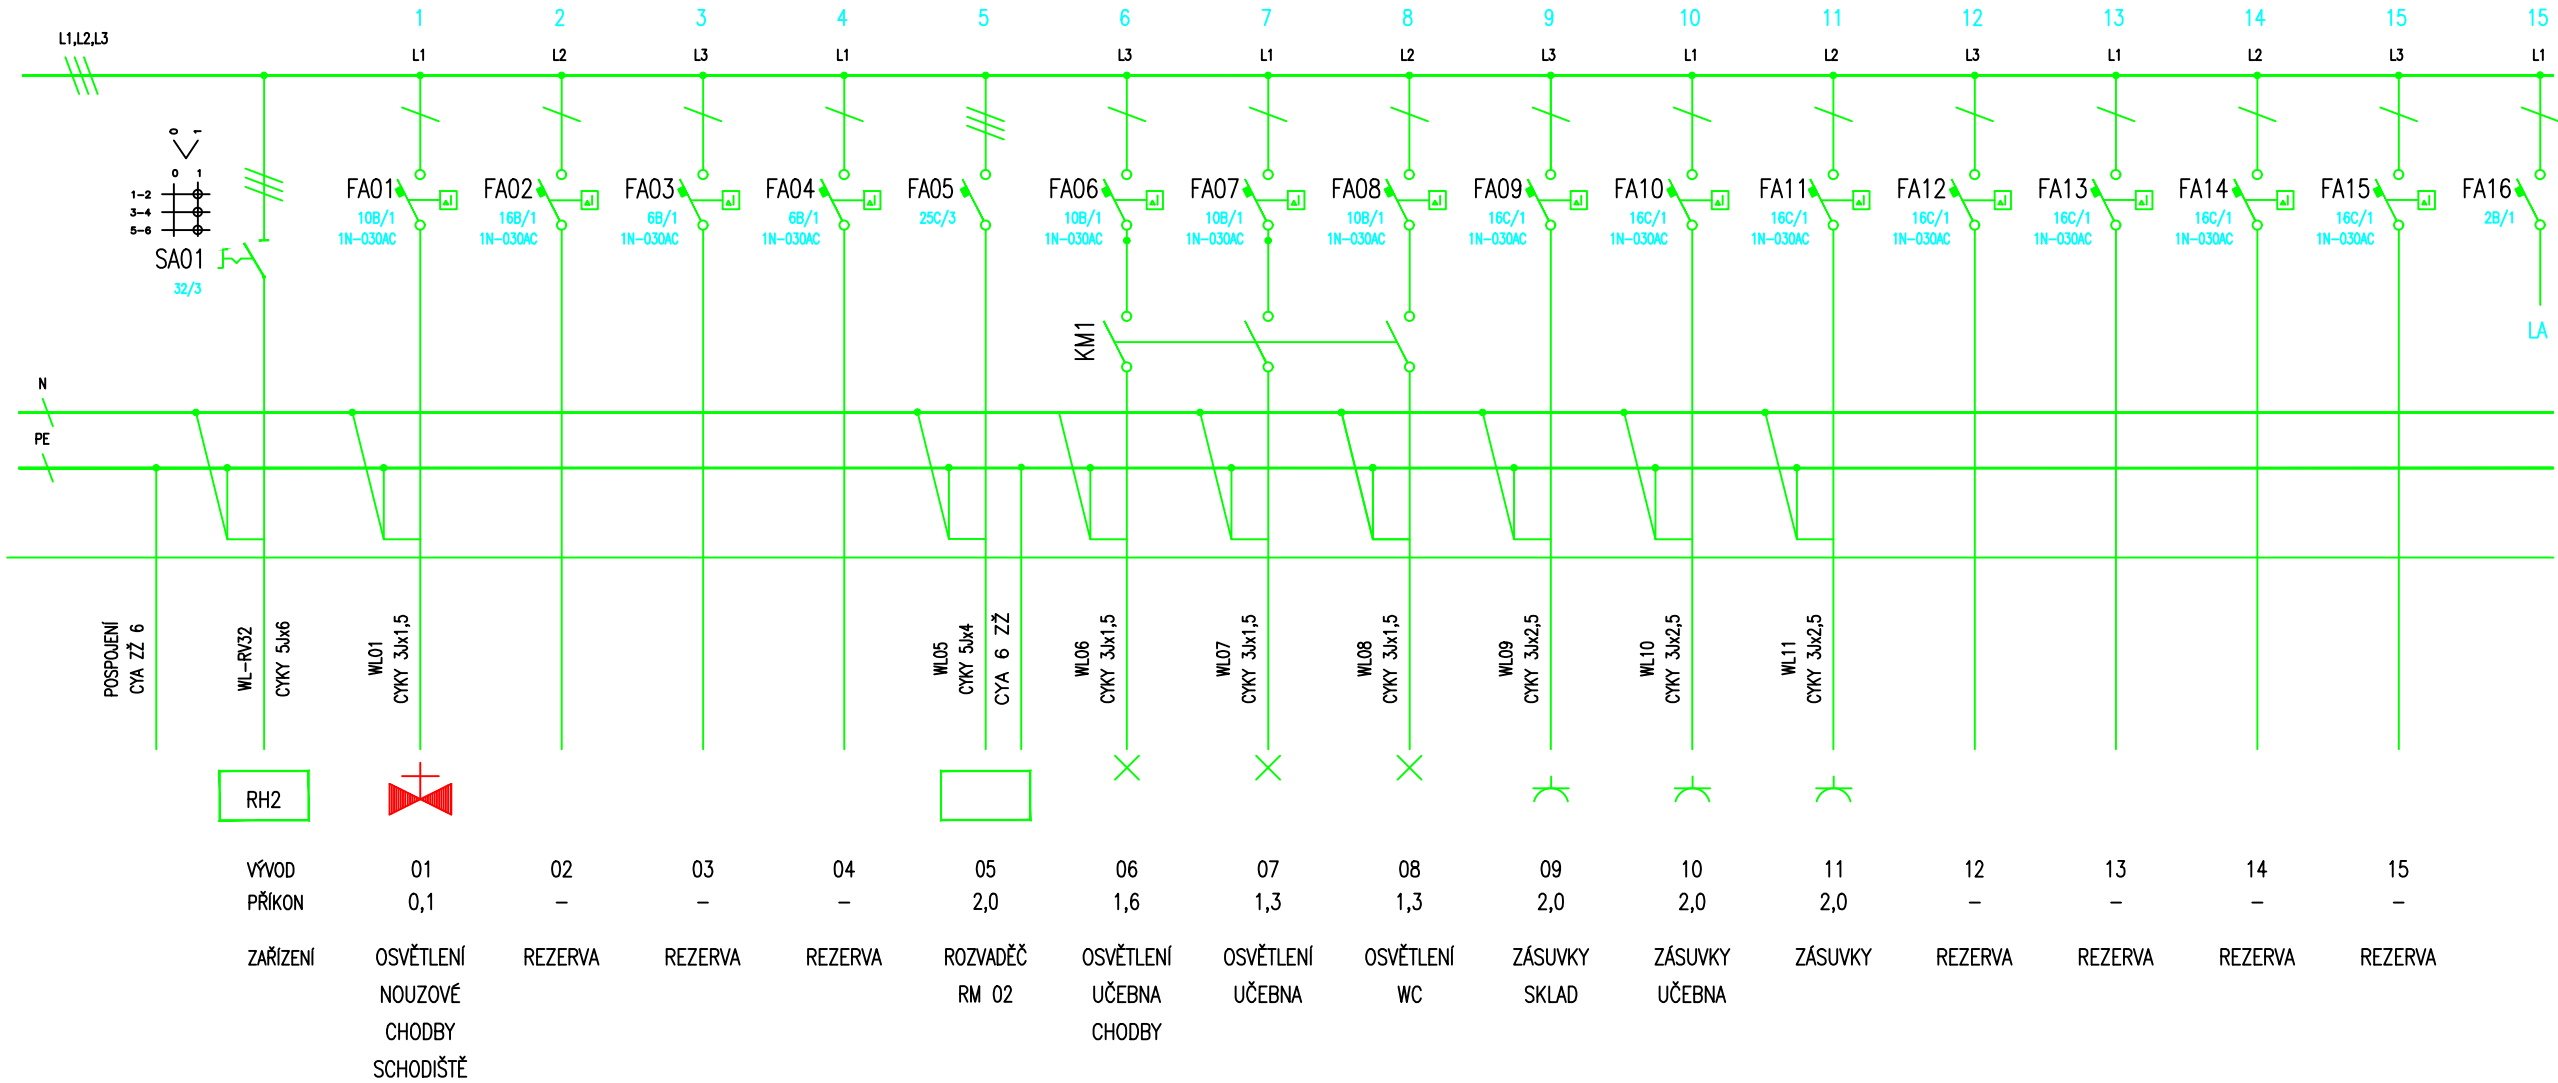 1 2 3 4 5 6 7 8 9 10 11 12 13 14 15 15
L1,L2,L3
L1 L2 L3 L1 L3 L1 L2 L3 L1 L2 L3 L1 L2 L3 L1
0 1
0 1
1-2
3-4
5-6
SA01
32/3
FA01 FA02 FA03 FA04 FA05 FA06 FA07 FA08 FA09 FA10 FA11 FA12 FA13 FA14 FA15 FA16
10B/1 16B/1 6B/1 6B/1 25C/3 10B/1 10B/1 10B/1 16C/1 16C/1 16C/1 16C/1 16C/1 16C/1 16C/1 2B/1
1N-030AC 1N-030AC 1N-030AC 1N-030AC 1N-030AC 1N-030AC 1N-030AC 1N-030AC 1N-030AC 1N-030AC 1N-030AC 1N-030AC 1N-030AC 1N-030AC
KM1
LA
N
PE
POSPOJENÍ
CYA ZŽ 6
WL-RV32
CYKY 5Jx6
WL01
CYKY 3Jx1,5
WL05
CYKY 5Jx4
CYA 6 ZŽ
WL06
CYKY 3Jx1,5
WL07
CYKY 3Jx1,5
WL08
CYKY 3Jx1,5
WL09
CYKY 3Jx2,5
WL10
CYKY 3Jx2,5
WL11
CYKY 3Jx2,5
RH2
VÝVOD 01 02 03 04 05 06 07 08 09 10 11 12 13 14 15
PŘÍKON 0,1 - - - 2,0 1,6 1,3 1,3 2,0 2,0 2,0 - - - -
ZAŘÍZENÍ OSVĚTLENÍ REZERVA REZERVA REZERVA ROZVADĚČ OSVĚTLENÍ OSVĚTLENÍ OSVĚTLENÍ ZÁSUVKY ZÁSUVKY ZÁSUVKY REZERVA REZERVA REZERVA REZERVA
NOUZOVÉ RM 02 UČEBNA UČEBNA WC SKLAD UČEBNA
CHODBY CHODBY
SCHODIŠTĚ